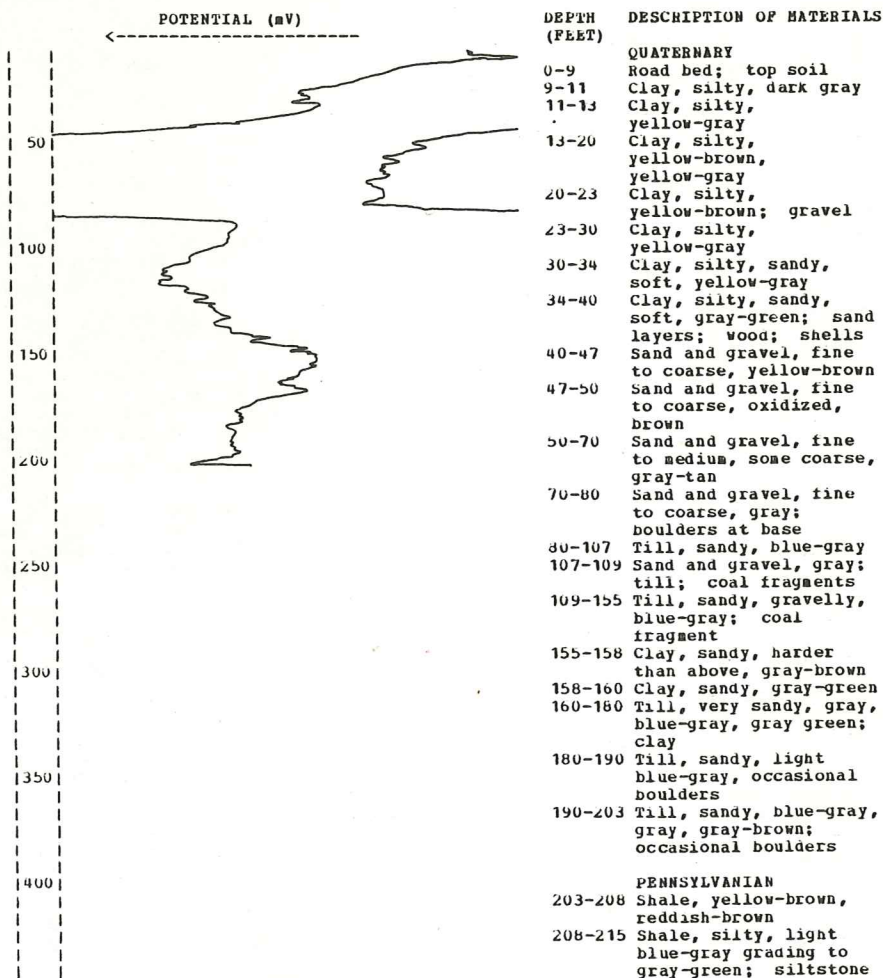 POTENTIAL (mV)
<--------------------------
50
100
150
200
250
300
350
400
DEPTH DESCRIPTION OF MATERIALS
(FEET)
QUATERNARY
0-9 Road bed; top soil
9-11 Clay, silty, dark gray
11-13 Clay, silty,
yellow-gray
13-20 Clay, silty,
yellow-brown,
yellow-gray
20-23 Clay, silty,
yellow-brown; gravel
23-30 Clay, silty,
yellow-gray
30-34 Clay, silty, sandy,
soft, yellow-gray
34-40 Clay, silty, sandy,
soft, gray-green; sand
layers; wood; shells
40-47 Sand and gravel, fine
to coarse, yellow-brown
47-50 Sand and gravel, fine
to coarse, oxidized,
brown
50-70 Sand and gravel, fine
to medium, some coarse,
gray-tan
70-80 Sand and gravel, fine
to coarse, gray;
boulders at base
80-107 Till, sandy, blue-gray
107-109 Sand and gravel, gray;
till; coal fragments
109-155 Till, sandy, gravelly,
blue-gray; coal
fragment
155-158 Clay, sandy, harder
than above, gray-brown
158-160 Clay, sandy, gray-green
160-180 Till, very sandy, gray,
blue-gray, gray green;
clay
180-190 Till, sandy, light
blue-gray, occasional
boulders
190-203 Till, sandy, blue-gray,
gray, gray-brown;
occasional boulders
PENNSYLVANIAN
203-208 Shale, yellow-brown,
reddish-brown
208-215 Shale, silty, light
blue-gray grading to
gray-green; siltstone